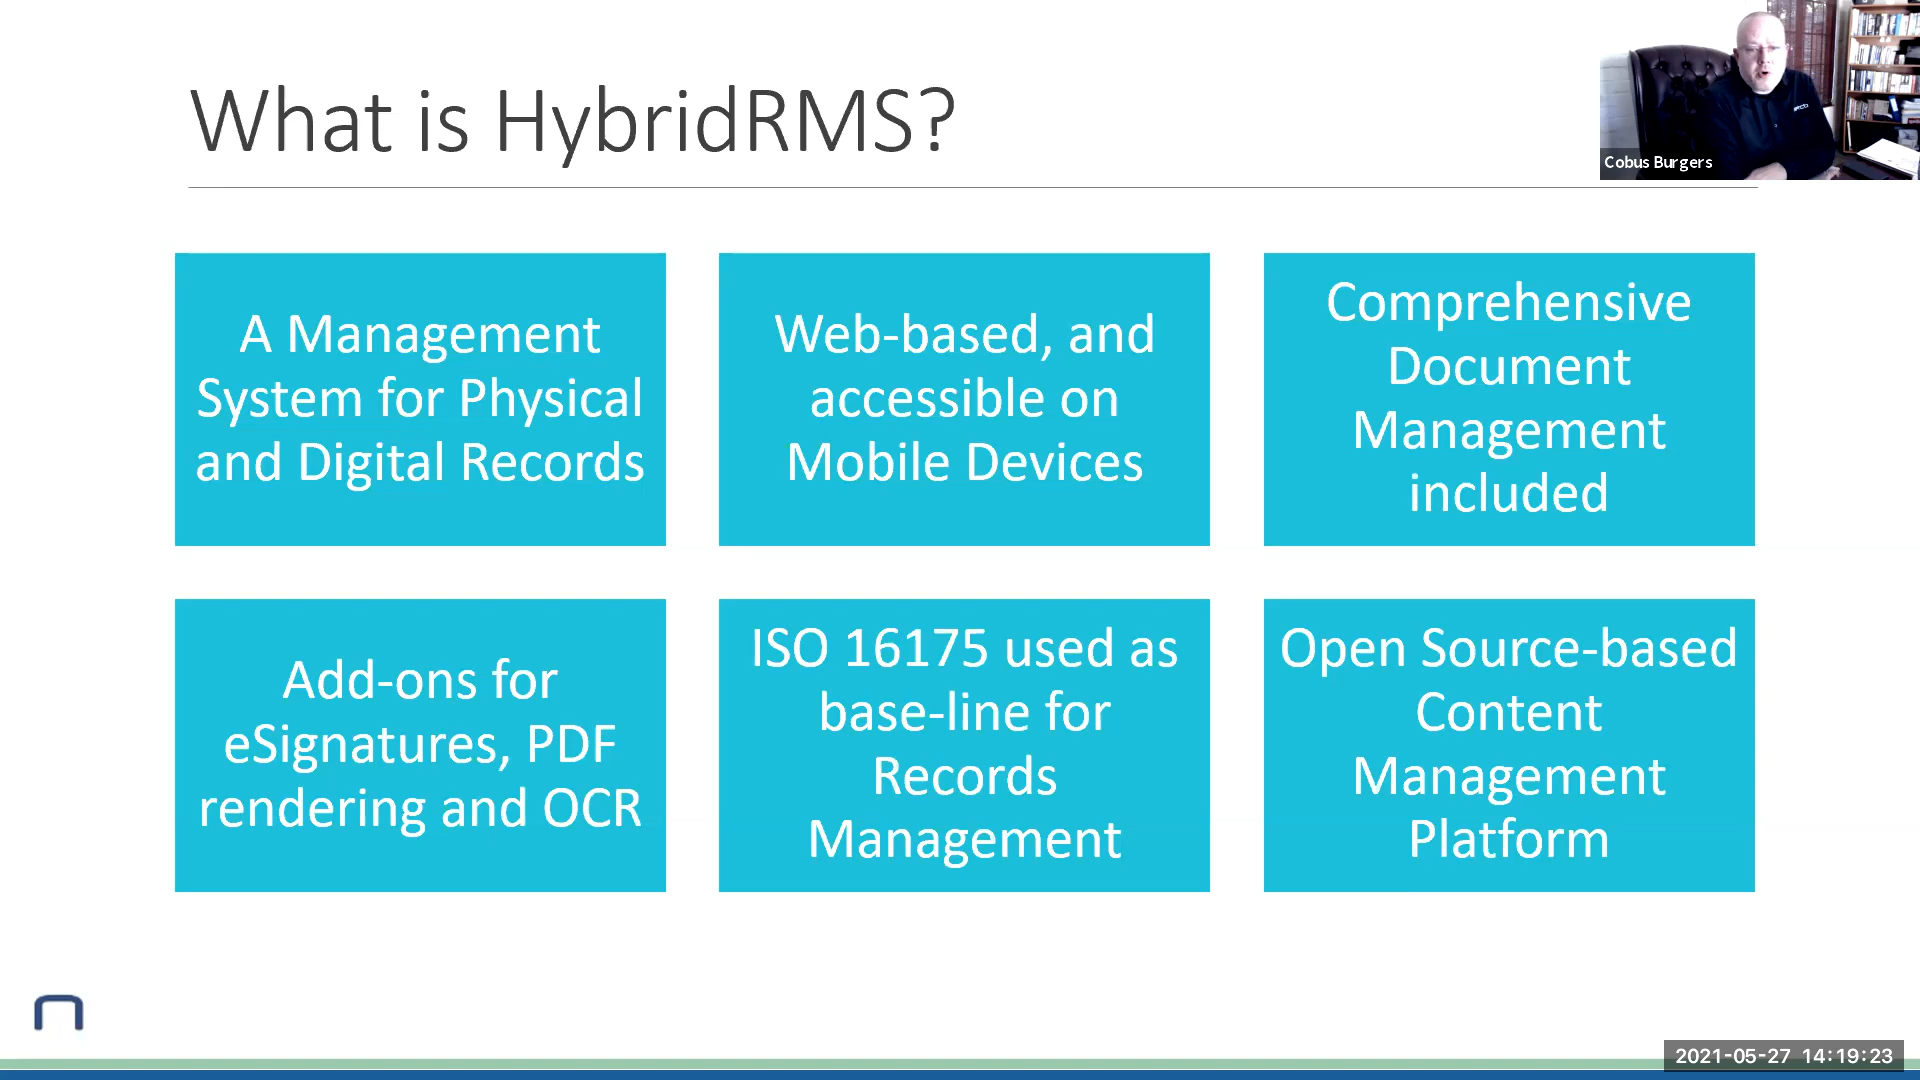 What is HybridRMS?
Cobus Burgers
A Management
System for Physical
and Digital Records
Web-based, and
accessible on
Mobile Devices
Comprehensive
Document
Management
included
Add-ons for
eSignatures, PDF
rendering and OCR
ISO 16175 used as
base-line for
Records
Management
Open Source-based
Content
Management
Platform
2021-05-27 14:19:23